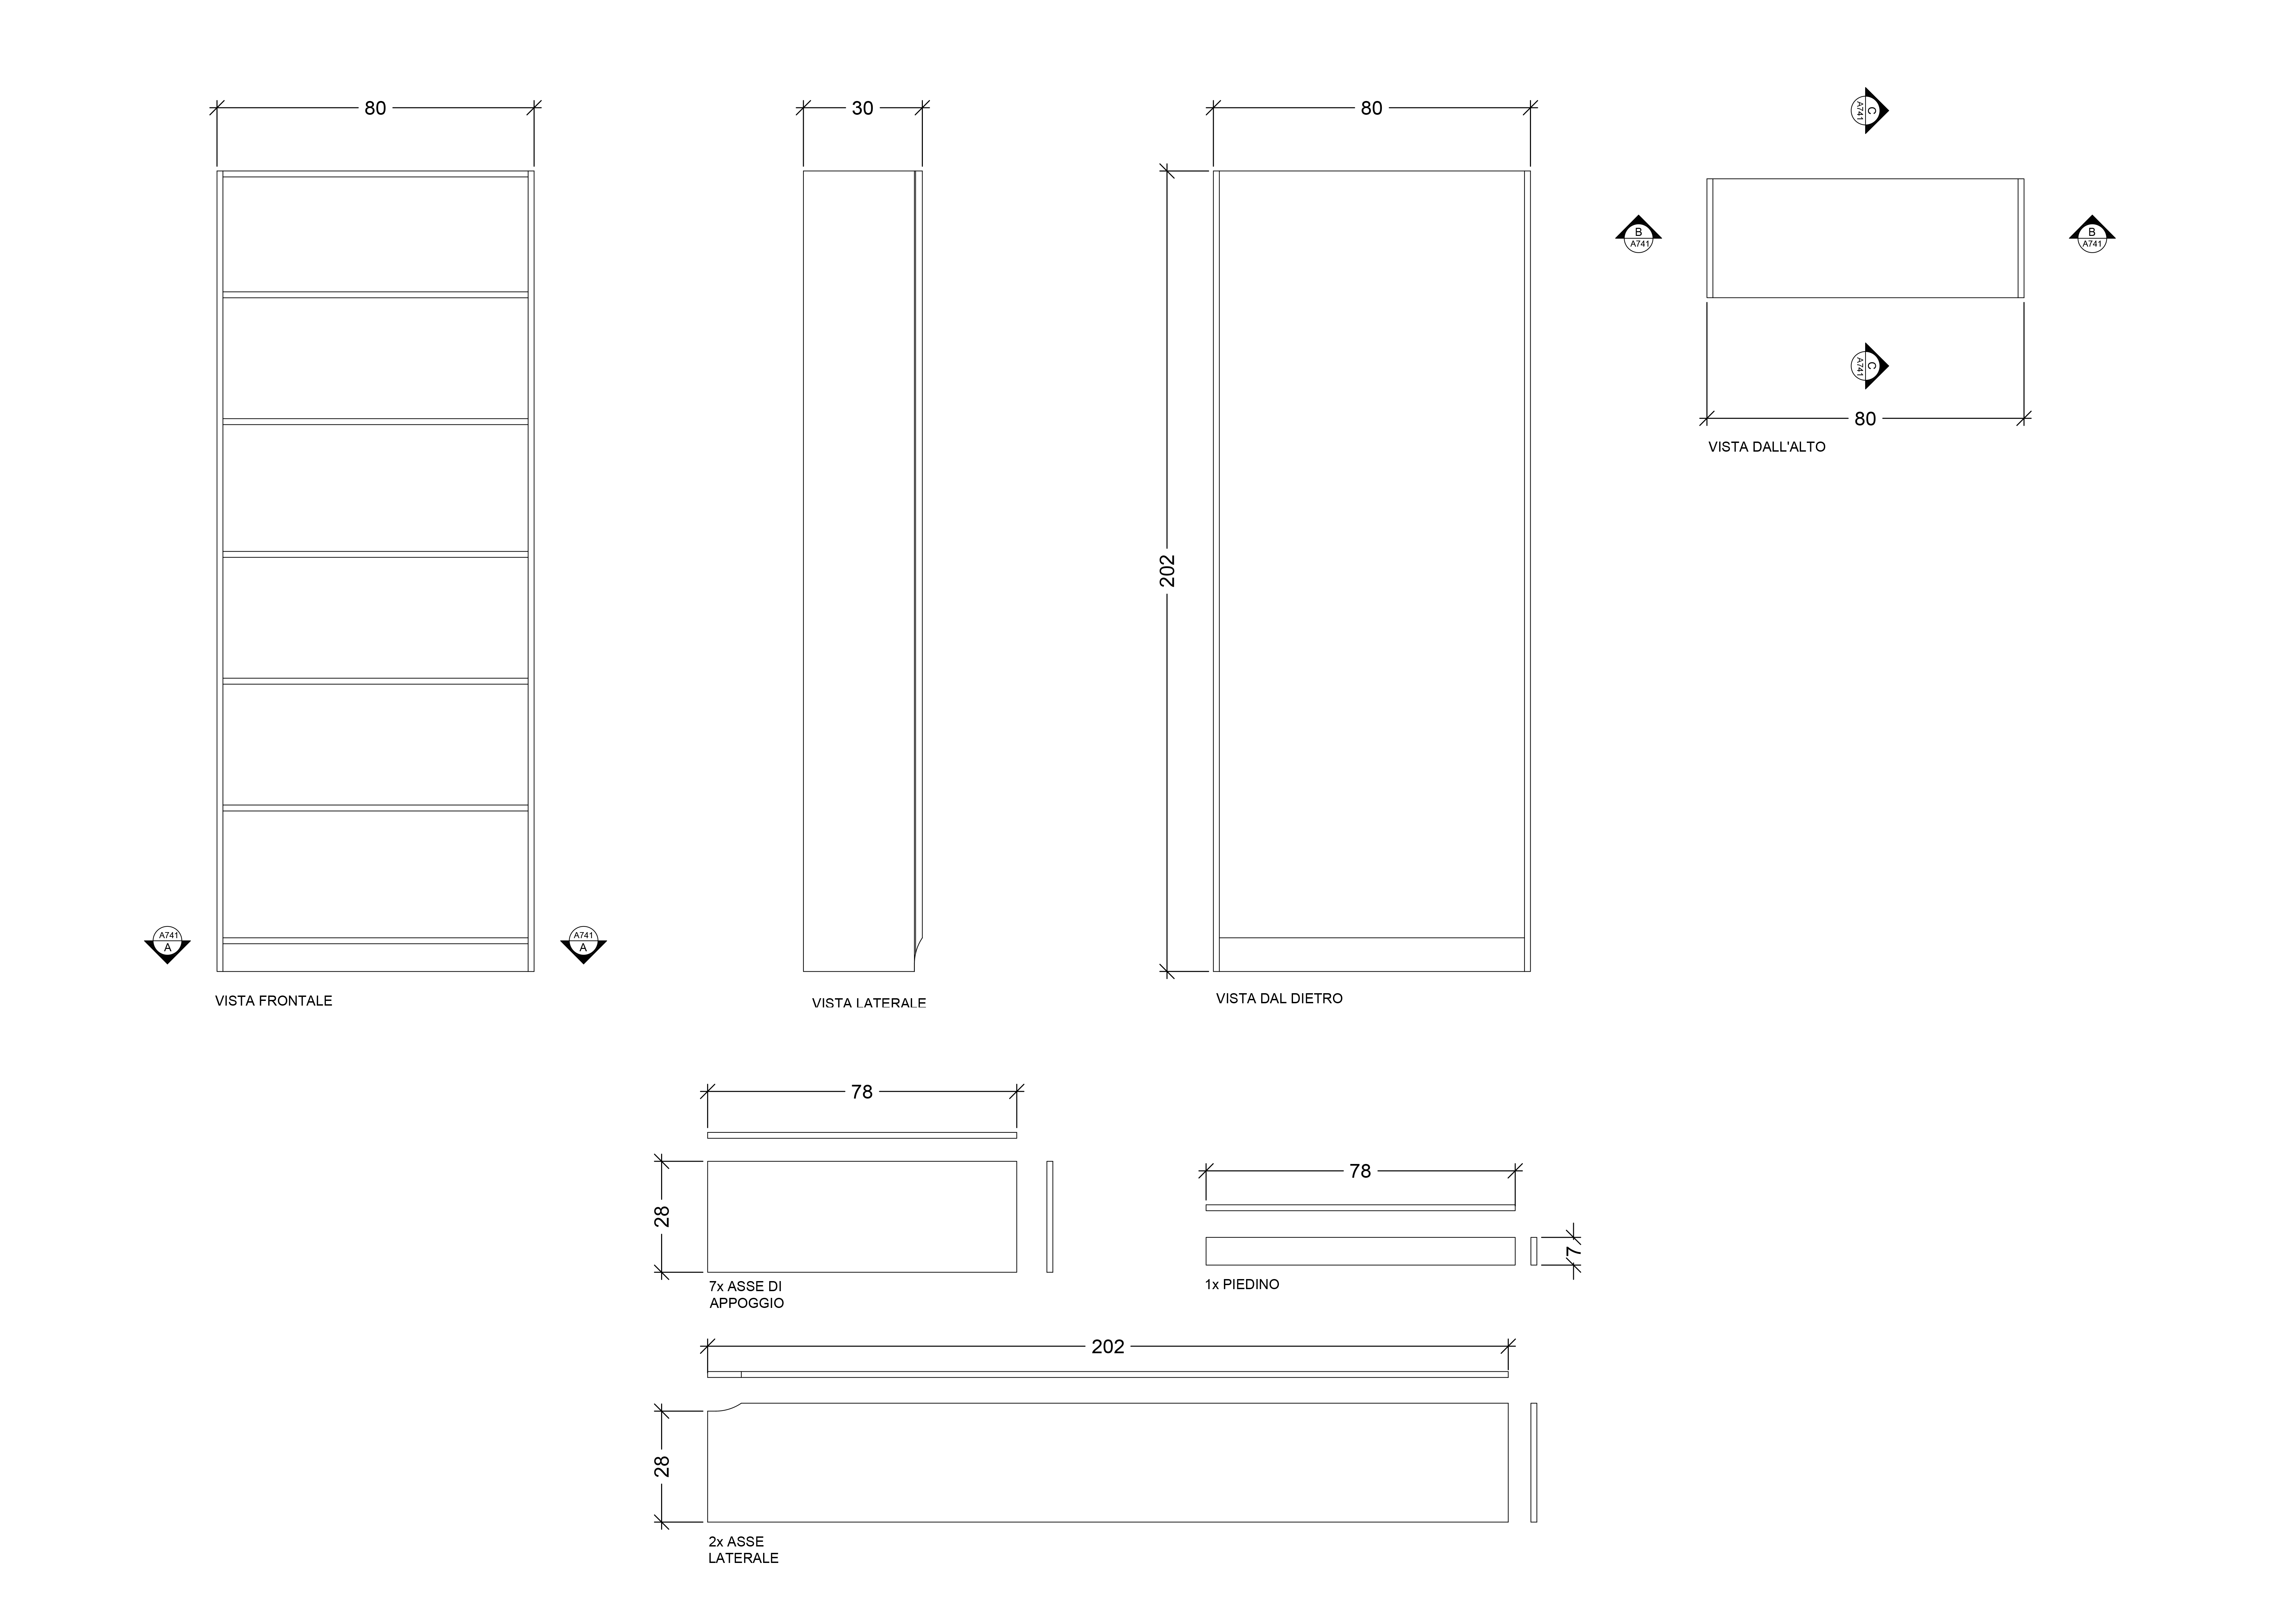 80
30
80
C
A741
B
A741
B
A741
C
A741
80
VISTA DALL'ALTO
202
A741
A
A741
A
VISTA FRONTALE
VISTA LATERALE
VISTA DAL DIETRO
78
28
7x ASSE DI
APPOGGIO
78
7
1x PIEDINO
202
28
2x ASSE
LATERALE